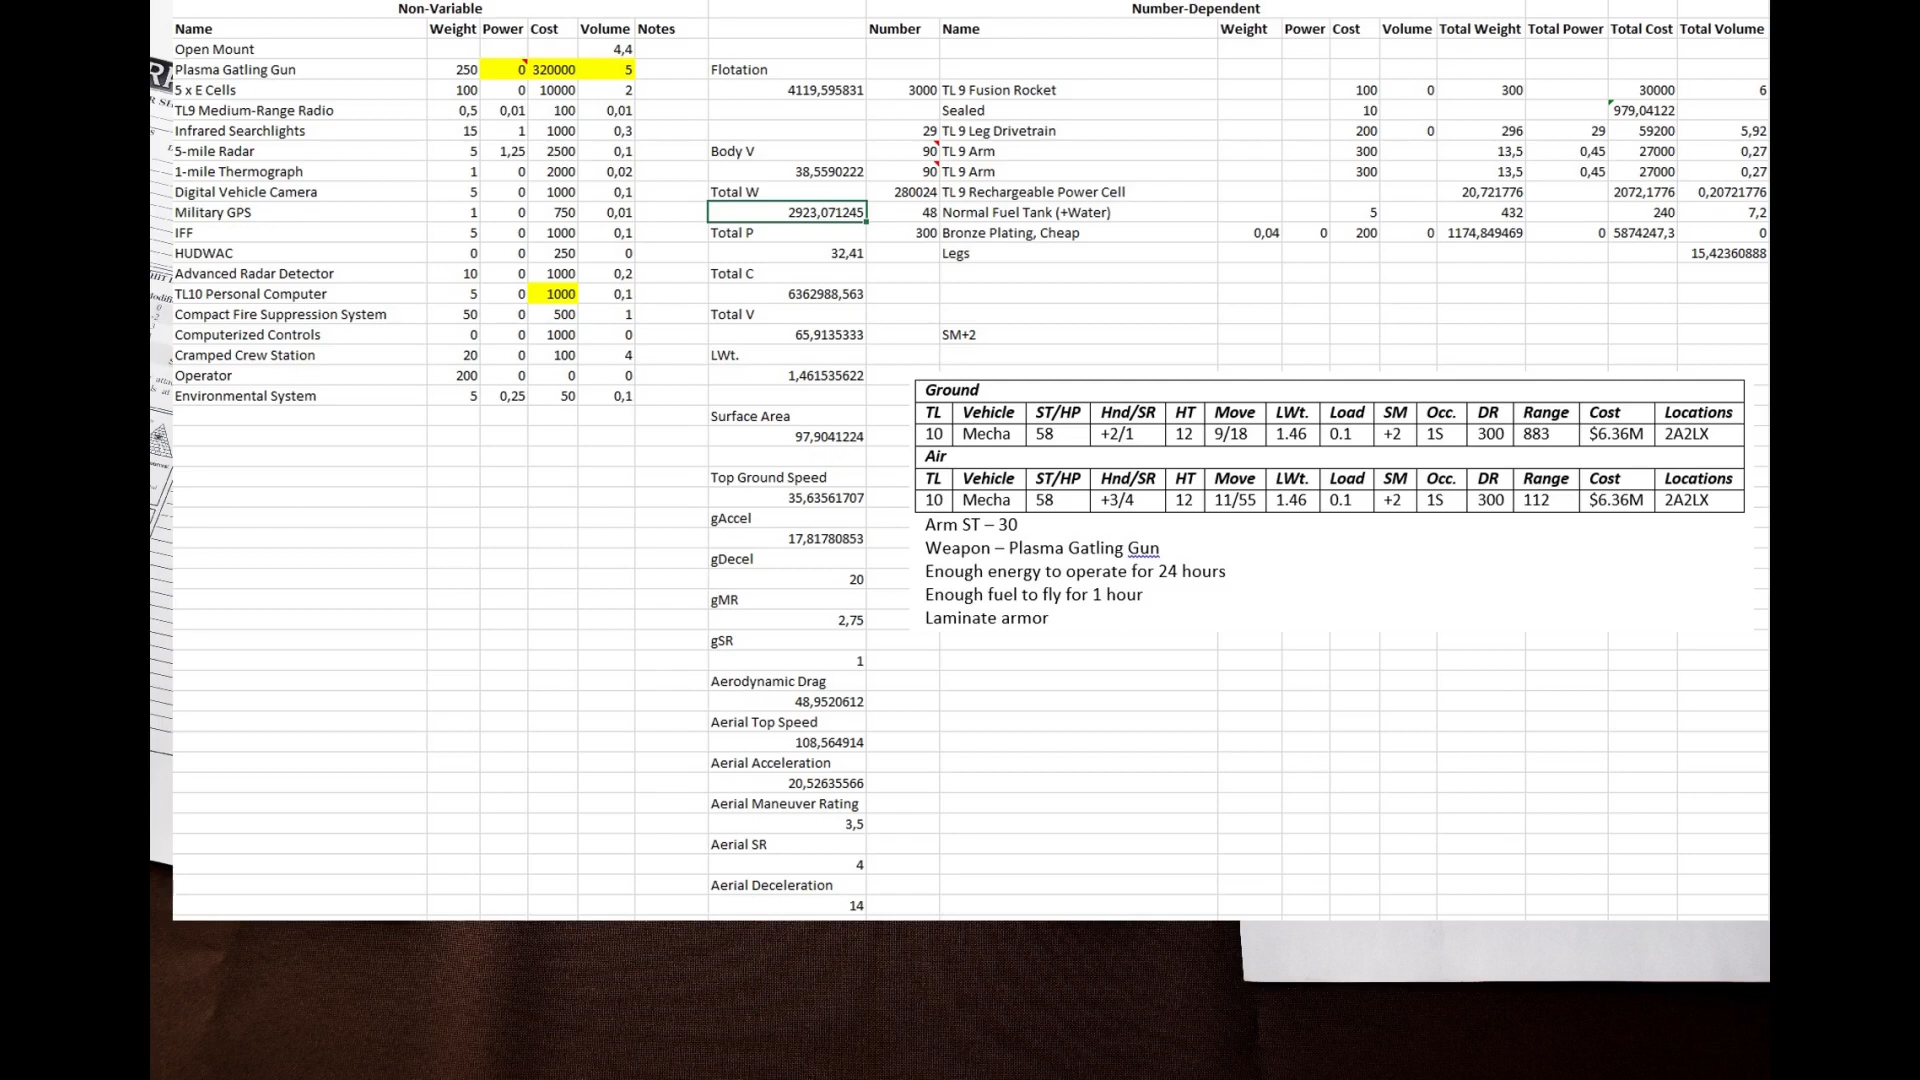 Non-Variable Number-Dependent
Name Weight Power Cost Volume Notes Number Name Weight Power Cost Volume Total Weight Total Power Total Cost Total Volume
Open Mount 4,4
Plasma Gatling Gun 250 0 320000 5 Flotation
5 x E Cells 100 0 10000 2 4119,595831 3000 TL 9 Fusion Rocket 100 0 300 30000 6
TL9 Medium-Range Radio 0,5 0,01 100 0,01 Sealed 10 979,04122
Infrared Searchlights 15 1 1000 0,3 29 TL 9 Leg Drivetrain 200 0 296 29 59200 5,92
5-mile Radar 5 1,25 2500 0,1 Body V 90 TL 9 Arm 300 13,5 0,45 27000 0,27
1-mile Thermograph 1 0 2000 0,02 38,5590222 90 TL 9 Arm 300 13,5 0,45 27000 0,27
Digital Vehicle Camera 5 0 1000 0,1 Total W 280024 TL 9 Rechargeable Power Cell 20,721776 2072,1776 0,20721776
Military GPS 1 0 750 0,01 2923,071245 48 Normal Fuel Tank (+Water) 5 432 240 7,2
IFF 5 0 1000 0,1 Total P 300 Bronze Plating, Cheap 0,04 0 200 0 1174,849469 0 5874247,3 0
HUDWAC 0 0 250 0 32,41 Legs 15,42360888
Advanced Radar Detector 10 0 1000 0,2 Total C
TL10 Personal Computer 5 0 1000 0,1 6362988,563
Compact Fire Suppression System 50 0 500 1 Total V
Computerized Controls 0 0 1000 0 65,9135333 SM+2
Cramped Crew Station 20 0 100 4 LWt.
Operator 200 0 0 0 1,461535622
Environmental System 5 0,25 50 0,1
Surface Area
97,9041224
Top Ground Speed
35,63561707
gAccel
17,81780853
gDecel
20
gMR
2,75
gSR
1
Aerodynamic Drag
48,9520612
Aerial Top Speed
108,564914
Aerial Acceleration
20,52635566
Aerial Maneuver Rating
3,5
Aerial SR
4
Aerial Deceleration
14
Ground
TL Vehicle ST/HP Hnd/SR HT Move LWt. Load SM Occ. DR Range Cost Locations
10 Mecha 58 +2/1 12 9/18 1.46 0.1 +2 1S 300 883 $6.36M 2A2LX
Air
TL Vehicle ST/HP Hnd/SR HT Move LWt. Load SM Occ. DR Range Cost Locations
10 Mecha 58 +3/4 12 11/55 1.46 0.1 +2 1S 300 112 $6.36M 2A2LX
Arm ST – 30
Weapon – Plasma Gatling Gun
Enough energy to operate for 24 hours
Enough fuel to fly for 1 hour
Laminate armor